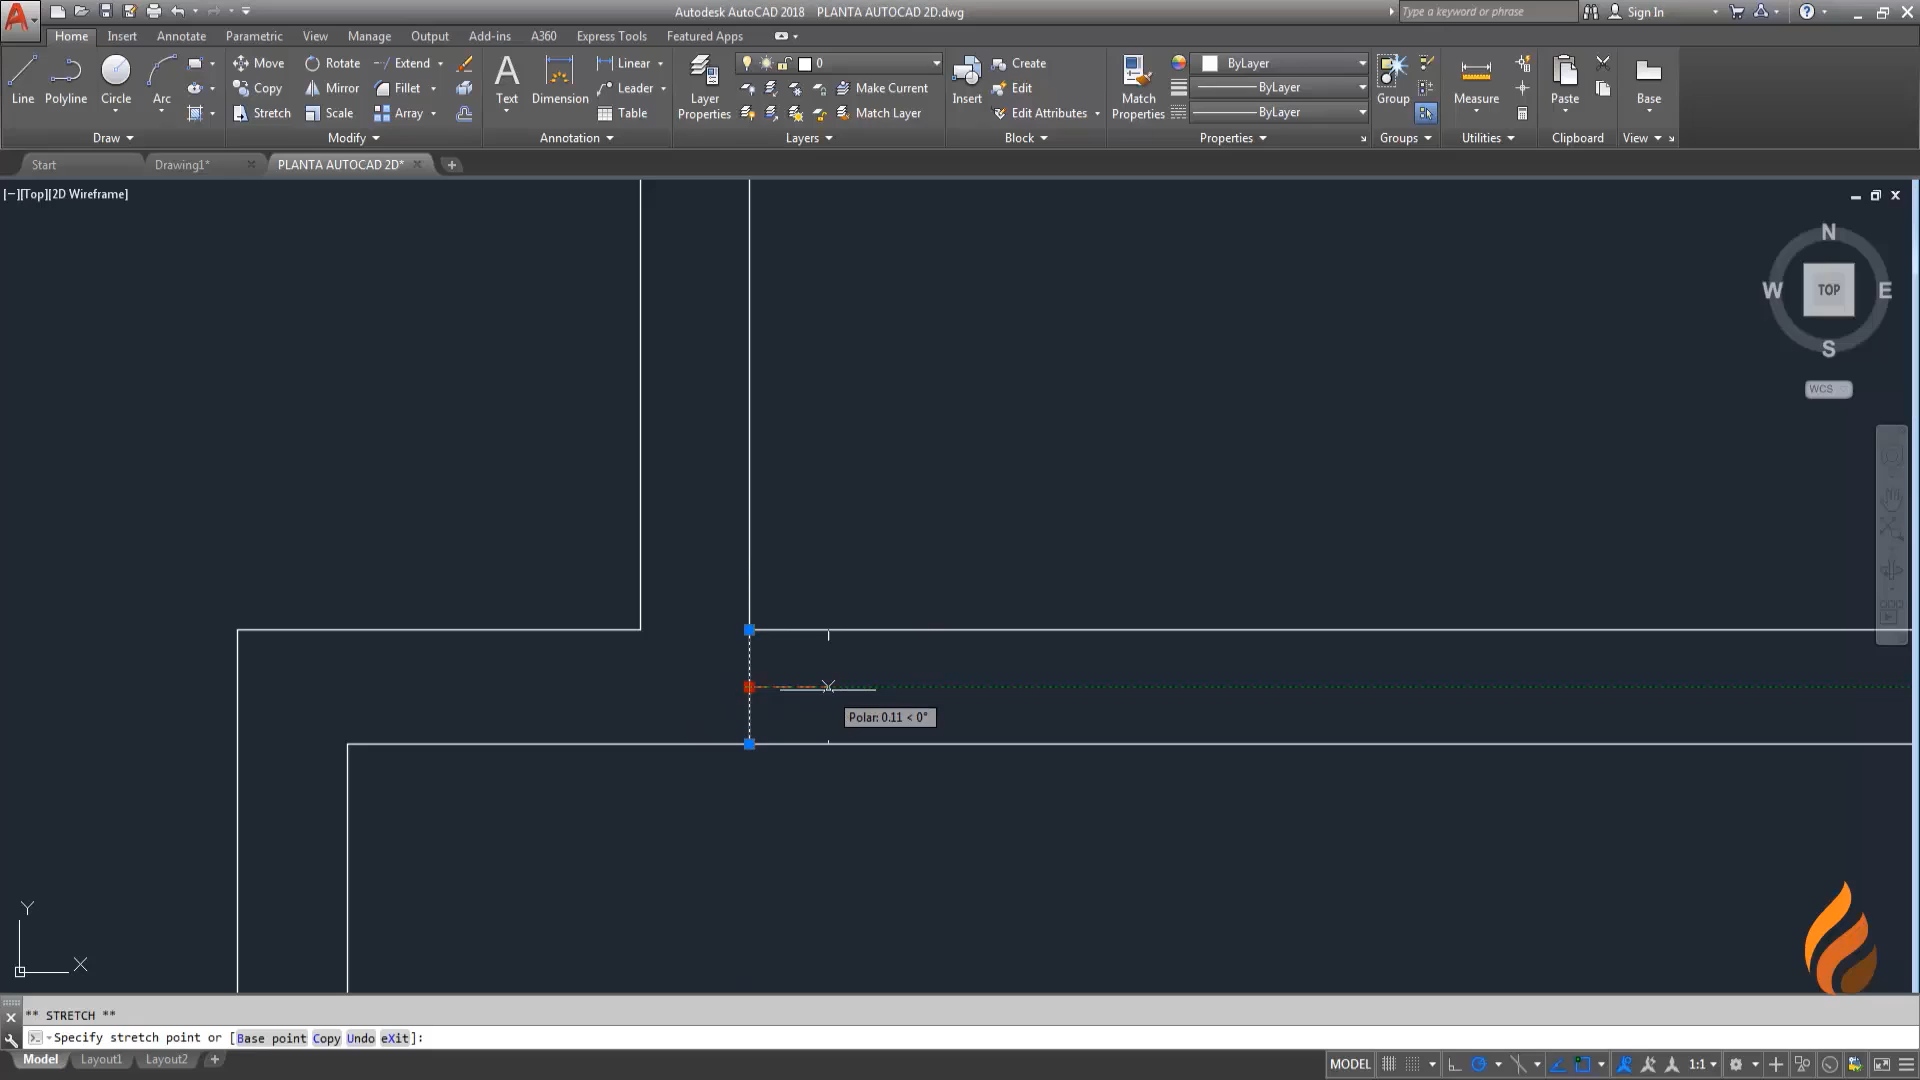 Autodesk AutoCAD 2018 PLANTA AUTOCAD 2D.dwg
Type a keyword or phrase
Sign In
Home Insert Annotate Parametric View Manage Output Add-ins A360 Express Tools Featured Apps
Line Polyline Circle Arc
Move Rotate Extend
Copy Mirror Fillet
Stretch Scale Array
Text Dimension
Linear
Leader
Table
Layer Properties
0
Make Current
Match Layer
Insert
Create
Edit
Edit Attributes
Match Properties
ByLayer
ByLayer
ByLayer
Group
Measure
Paste
Base
Draw Modify Annotation Layers Block Properties Groups Utilities Clipboard View
Start Drawing1* PLANTA AUTOCAD 2D*
[−][Top][2D Wireframe]
N
W TOP E
S
WCS
Polar: 0.11 < 0°
Y
X
** STRETCH **
Specify stretch point or [Base point Copy Undo eXit]:
Model Layout1 Layout2
MODEL 1:1